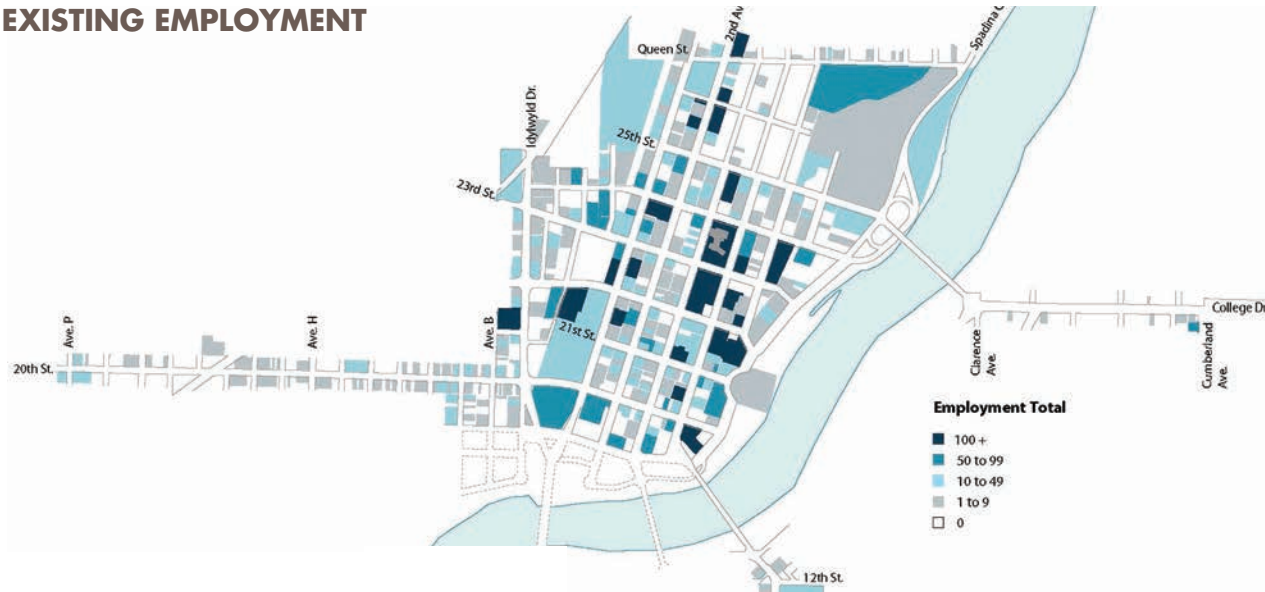 EXISTING EMPLOYMENT
Queen St.
2nd Av
Spadina C
Idylwyld Dr.
25th St.
23rd St.
Ave. P
Ave. H
Ave. B
21st St.
20th St.
College Dr
Clarence
Ave.
Cumberland
Ave.
Employment Total
100 +
50 to 99
10 to 49
1 to 9
0
12th St.